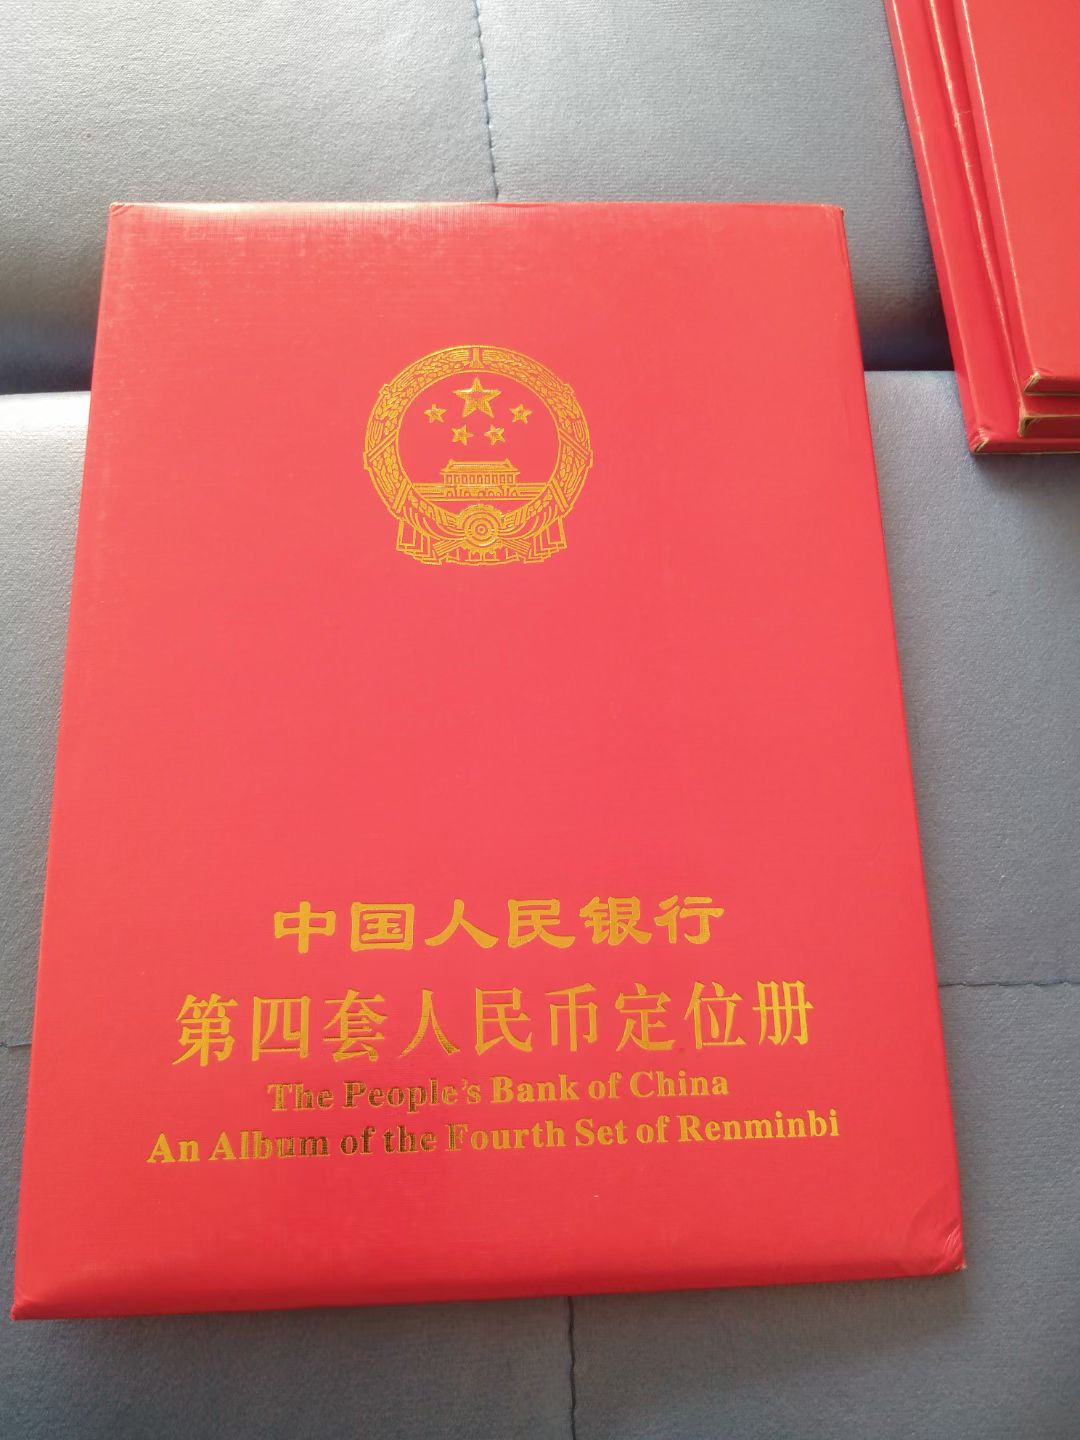 中国人民银行
第四套人民币定位册
The People's Bank of China
An Album of the Fourth Set of Renminbi